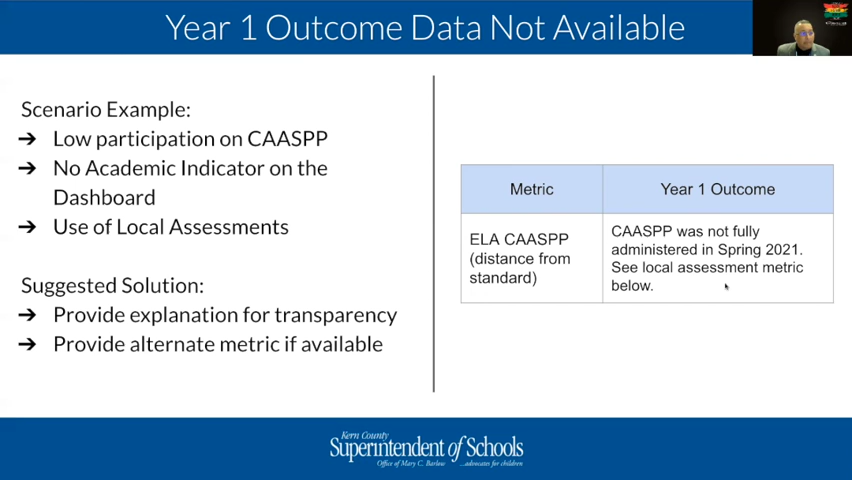 Year 1 Outcome Data Not Available
Scenario Example:
➔ Low participation on CAASPP
➔ No Academic Indicator on the
Dashboard
➔ Use of Local Assessments
Suggested Solution:
➔ Provide explanation for transparency
➔ Provide alternate metric if available
Metric
Year 1 Outcome
ELA CAASPP
(distance from
standard)
CAASPP was not fully
administered in Spring 2021.
See local assessment metric
below.
Kern County
Superintendent of Schools
Office of Mary C. Barlow ...advocates for children